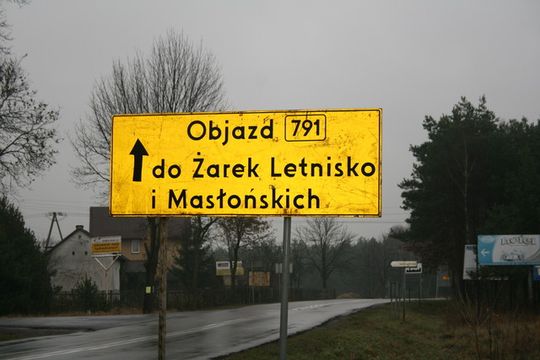 Objazd 791
do Żarek Letnisko
i Masłońskich